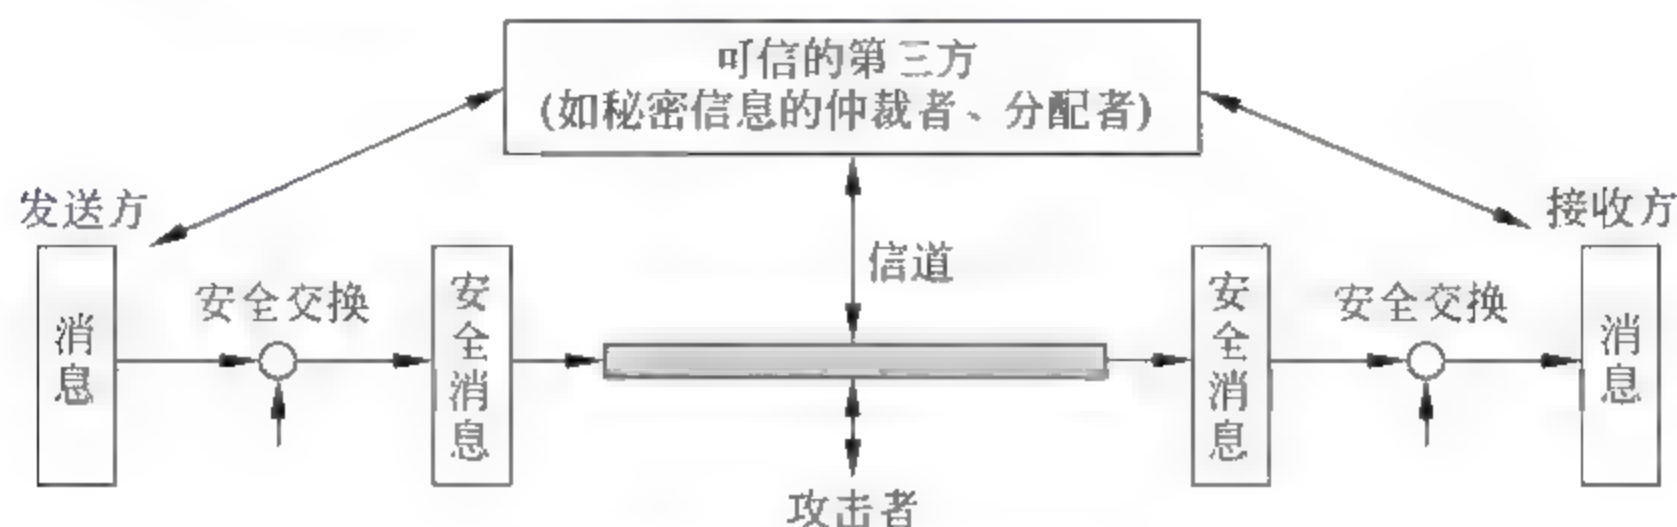 可信的第三方
(如秘密信息的仲裁者、分配者)
发送方
接收方
信道
安全交换
安全交换
消息
安全消息
安全消息
消息
攻击者